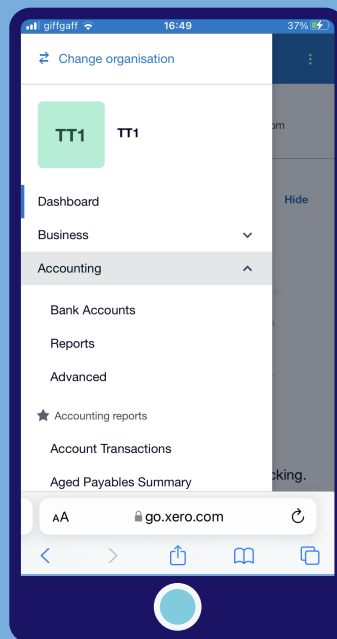 giffgaff 16:49 37%
Change organisation
TT1 TT1
om
Dashboard
Hide
Business
Accounting
Bank Accounts
Reports
Advanced
Accounting reports
Account Transactions
cking.
Aged Payables Summary
AA go.xero.com